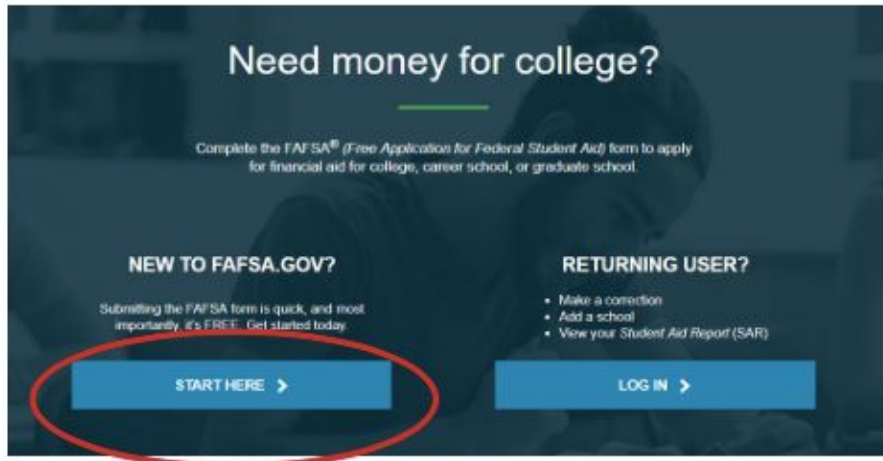 Need money for college?
Complete the FAFSA® (Free Application for Federal Student Aid) form to apply
for financial aid for college, career school, or graduate school.
NEW TO FAFSA.GOV?
Submitting the FAFSA form is quick, and most
importantly, it's FREE. Get started today.
START HERE >
RETURNING USER?
• Make a correction
• Add a school
• View your Student Aid Report (SAR)
LOG IN >